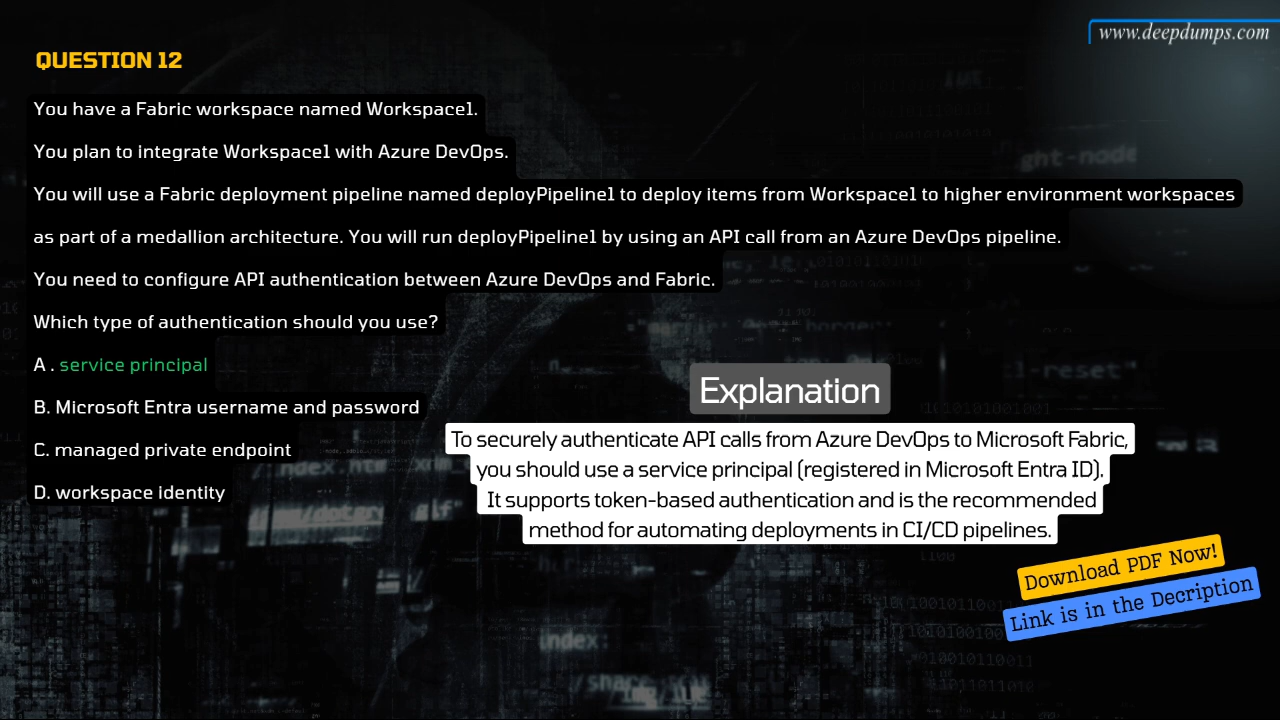 www.deepdumps.com
QUESTION 12
You have a Fabric workspace named Workspace1.
You plan to integrate Workspace1 with Azure DevOps.
You will use a Fabric deployment pipeline named deployPipeline1 to deploy items from Workspace1 to higher environment workspaces
as part of a medallion architecture. You will run deployPipeline1 by using an API call from an Azure DevOps pipeline.
You need to configure API authentication between Azure DevOps and Fabric.
Which type of authentication should you use?
A . service principal
B. Microsoft Entra username and password
C. managed private endpoint
D. workspace identity
Explanation
To securely authenticate API calls from Azure DevOps to Microsoft Fabric,
you should use a service principal (registered in Microsoft Entra ID).
It supports token-based authentication and is the recommended
method for automating deployments in CI/CD pipelines.
Download PDF Now!
Link is in the Decription